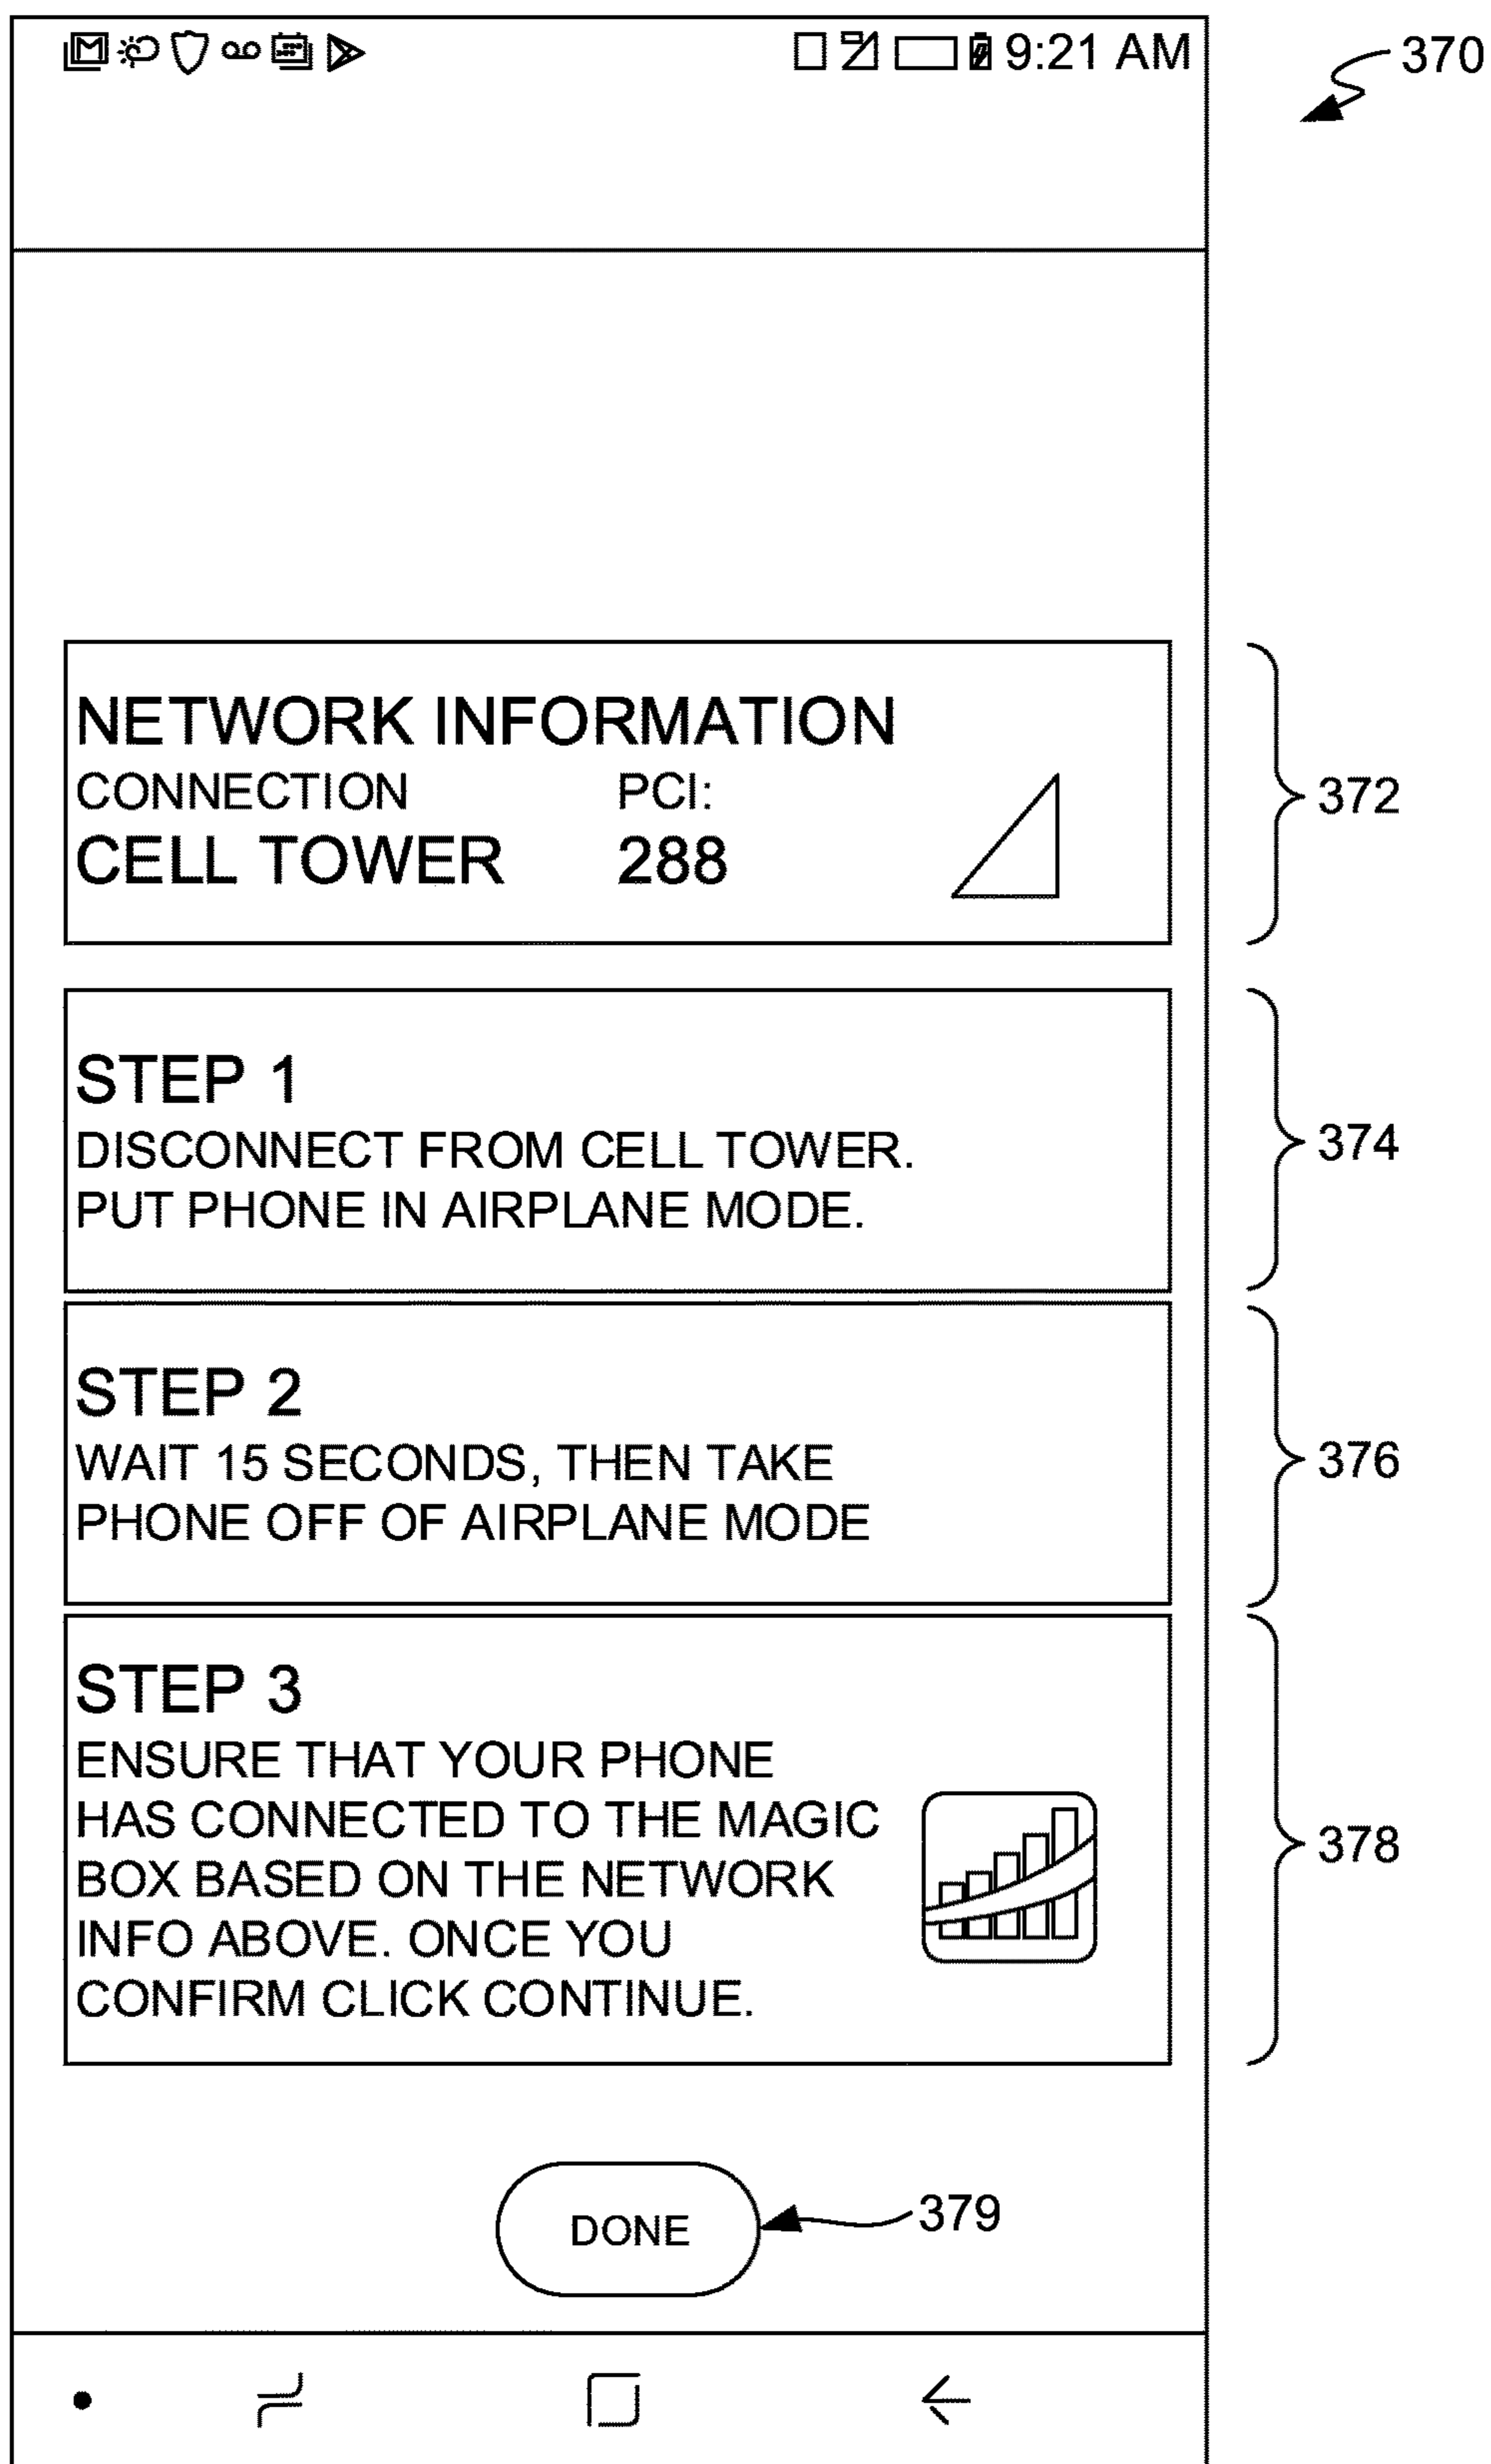 9:21 AM
370
NETWORK INFORMATION
CONNECTION PCI:
CELL TOWER 288
372
STEP 1
DISCONNECT FROM CELL TOWER.
PUT PHONE IN AIRPLANE MODE.
374
STEP 2
WAIT 15 SECONDS, THEN TAKE
PHONE OFF OF AIRPLANE MODE
376
STEP 3
ENSURE THAT YOUR PHONE
HAS CONNECTED TO THE MAGIC
BOX BASED ON THE NETWORK
INFO ABOVE. ONCE YOU
CONFIRM CLICK CONTINUE.
378
DONE
379